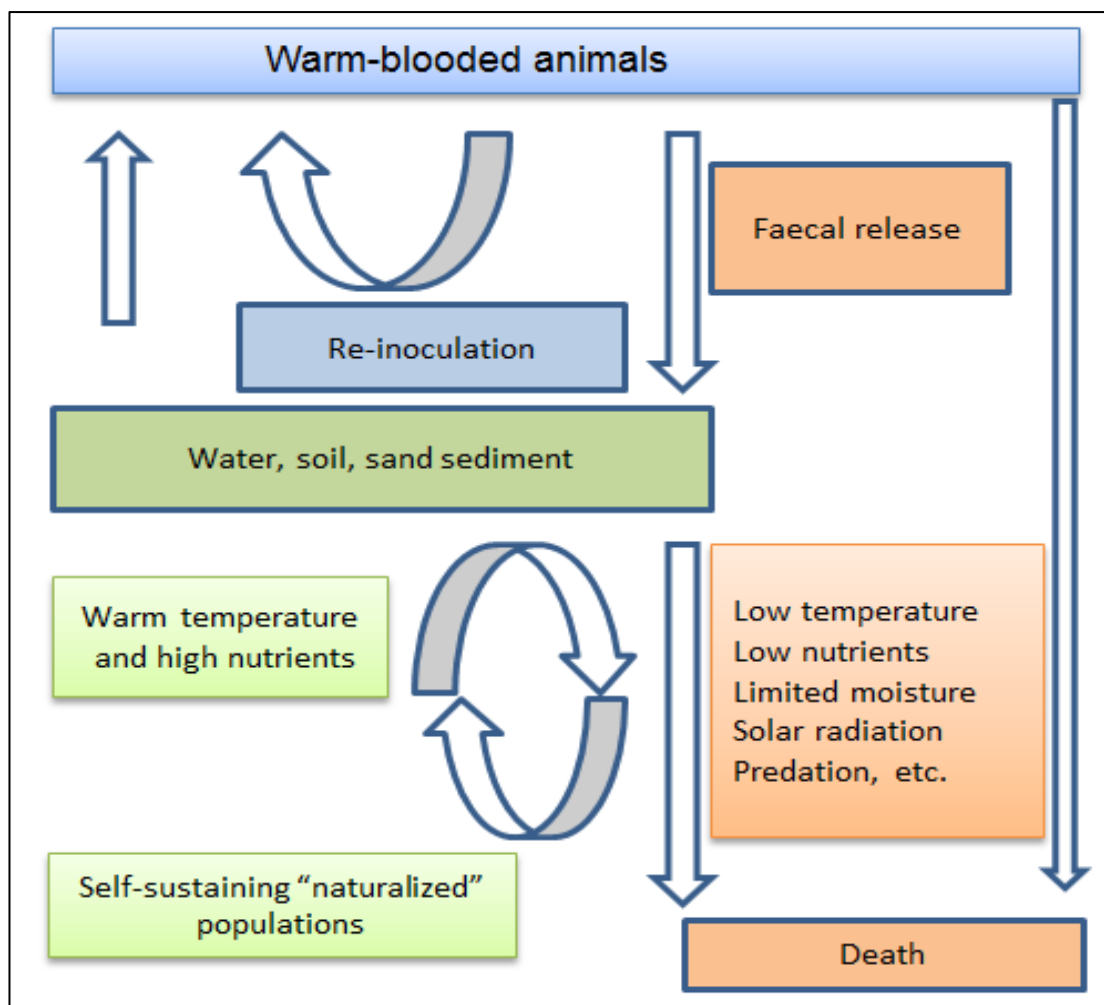 Warm-blooded animals
Faecal release
Re-inoculation
Water, soil, sand sediment
Warm temperature
and high nutrients
Low temperature
Low nutrients
Limited moisture
Solar radiation
Predation, etc.
Self-sustaining “naturalized”
populations
Death